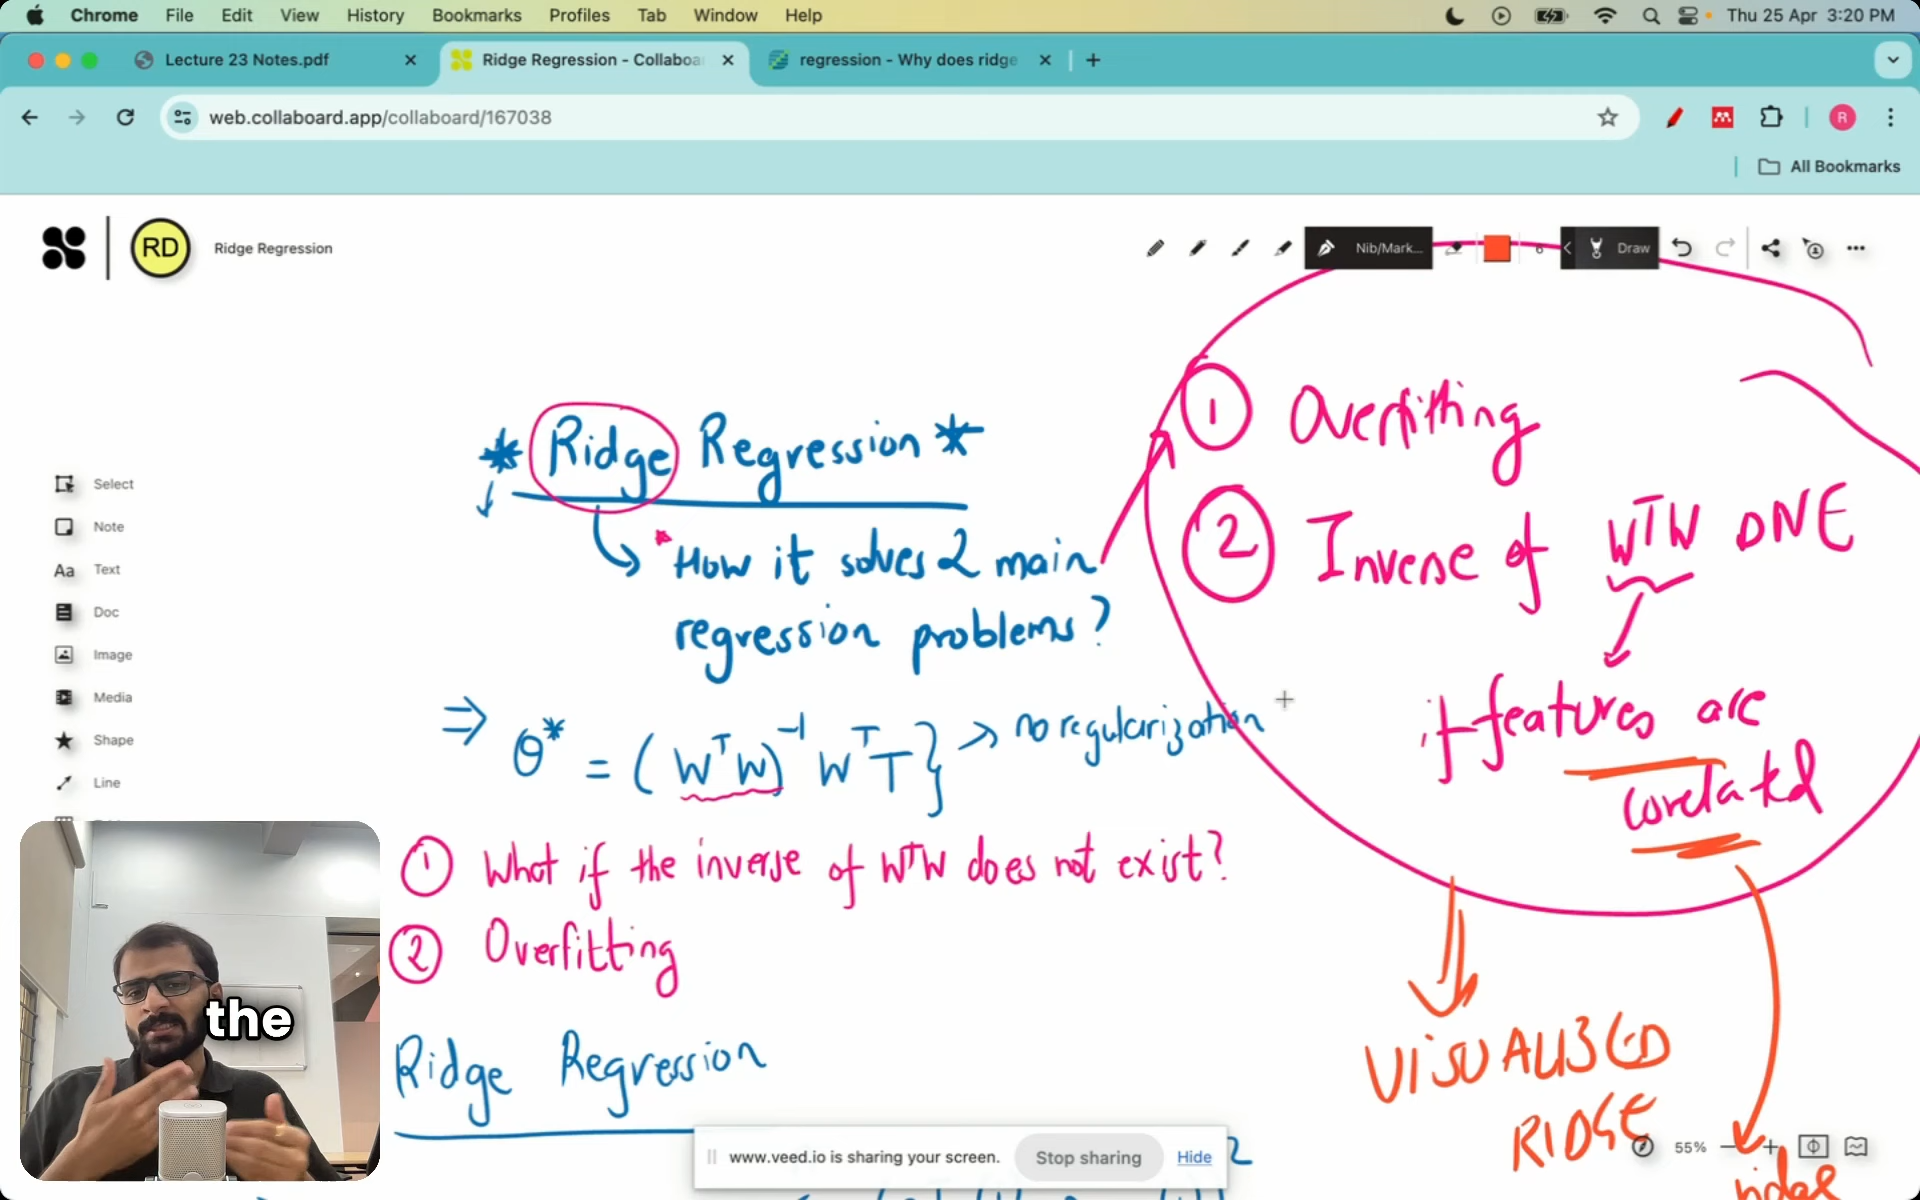 Chrome File Edit View History Bookmarks Profiles Tab Window Help Thu 25 Apr 3:20 PM
Lecture 23 Notes.pdf Ridge Regression - Collaboa regression - Why does ridge
web.collaboard.app/collaboard/167038
All Bookmarks
RD Ridge Regression Nib/Mark... Draw
* Ridge Regression *
How it solves 2 main
regression problems?
⇒ θ* = (WᵀW)⁻¹ WᵀT} → no regularization
① What if the inverse of WᵀW does not exist?
② Overfitting
Ridge Regression
2
① Overfitting
② Inverse of WᵀW DNE
if features are
corelated
VISUALISED
RIDGE
ridge
Select
Note
Aa Text
Doc
Image
Media
Shape
Line
the
R
55%
www.veed.io is sharing your screen. Stop sharing Hide